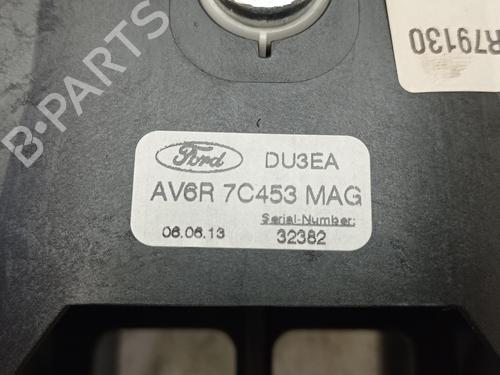 R79130
B-PARTS
Ford DU3EA
AV6R 7C453 MAG
Serial-Number:
06.06.13 32382